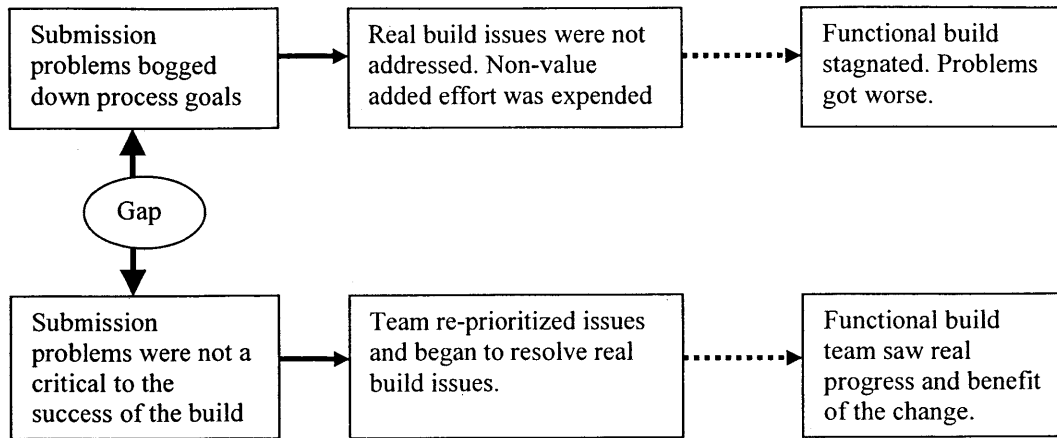 Submission
problems bogged
down process goals
Real build issues were not
addressed. Non-value
added effort was expended
Functional build
stagnated. Problems
got worse.
Gap
Submission
problems were not a
critical to the
success of the build
Team re-prioritized issues
and began to resolve real
build issues.
Functional build
team saw real
progress and benefit
of the change.